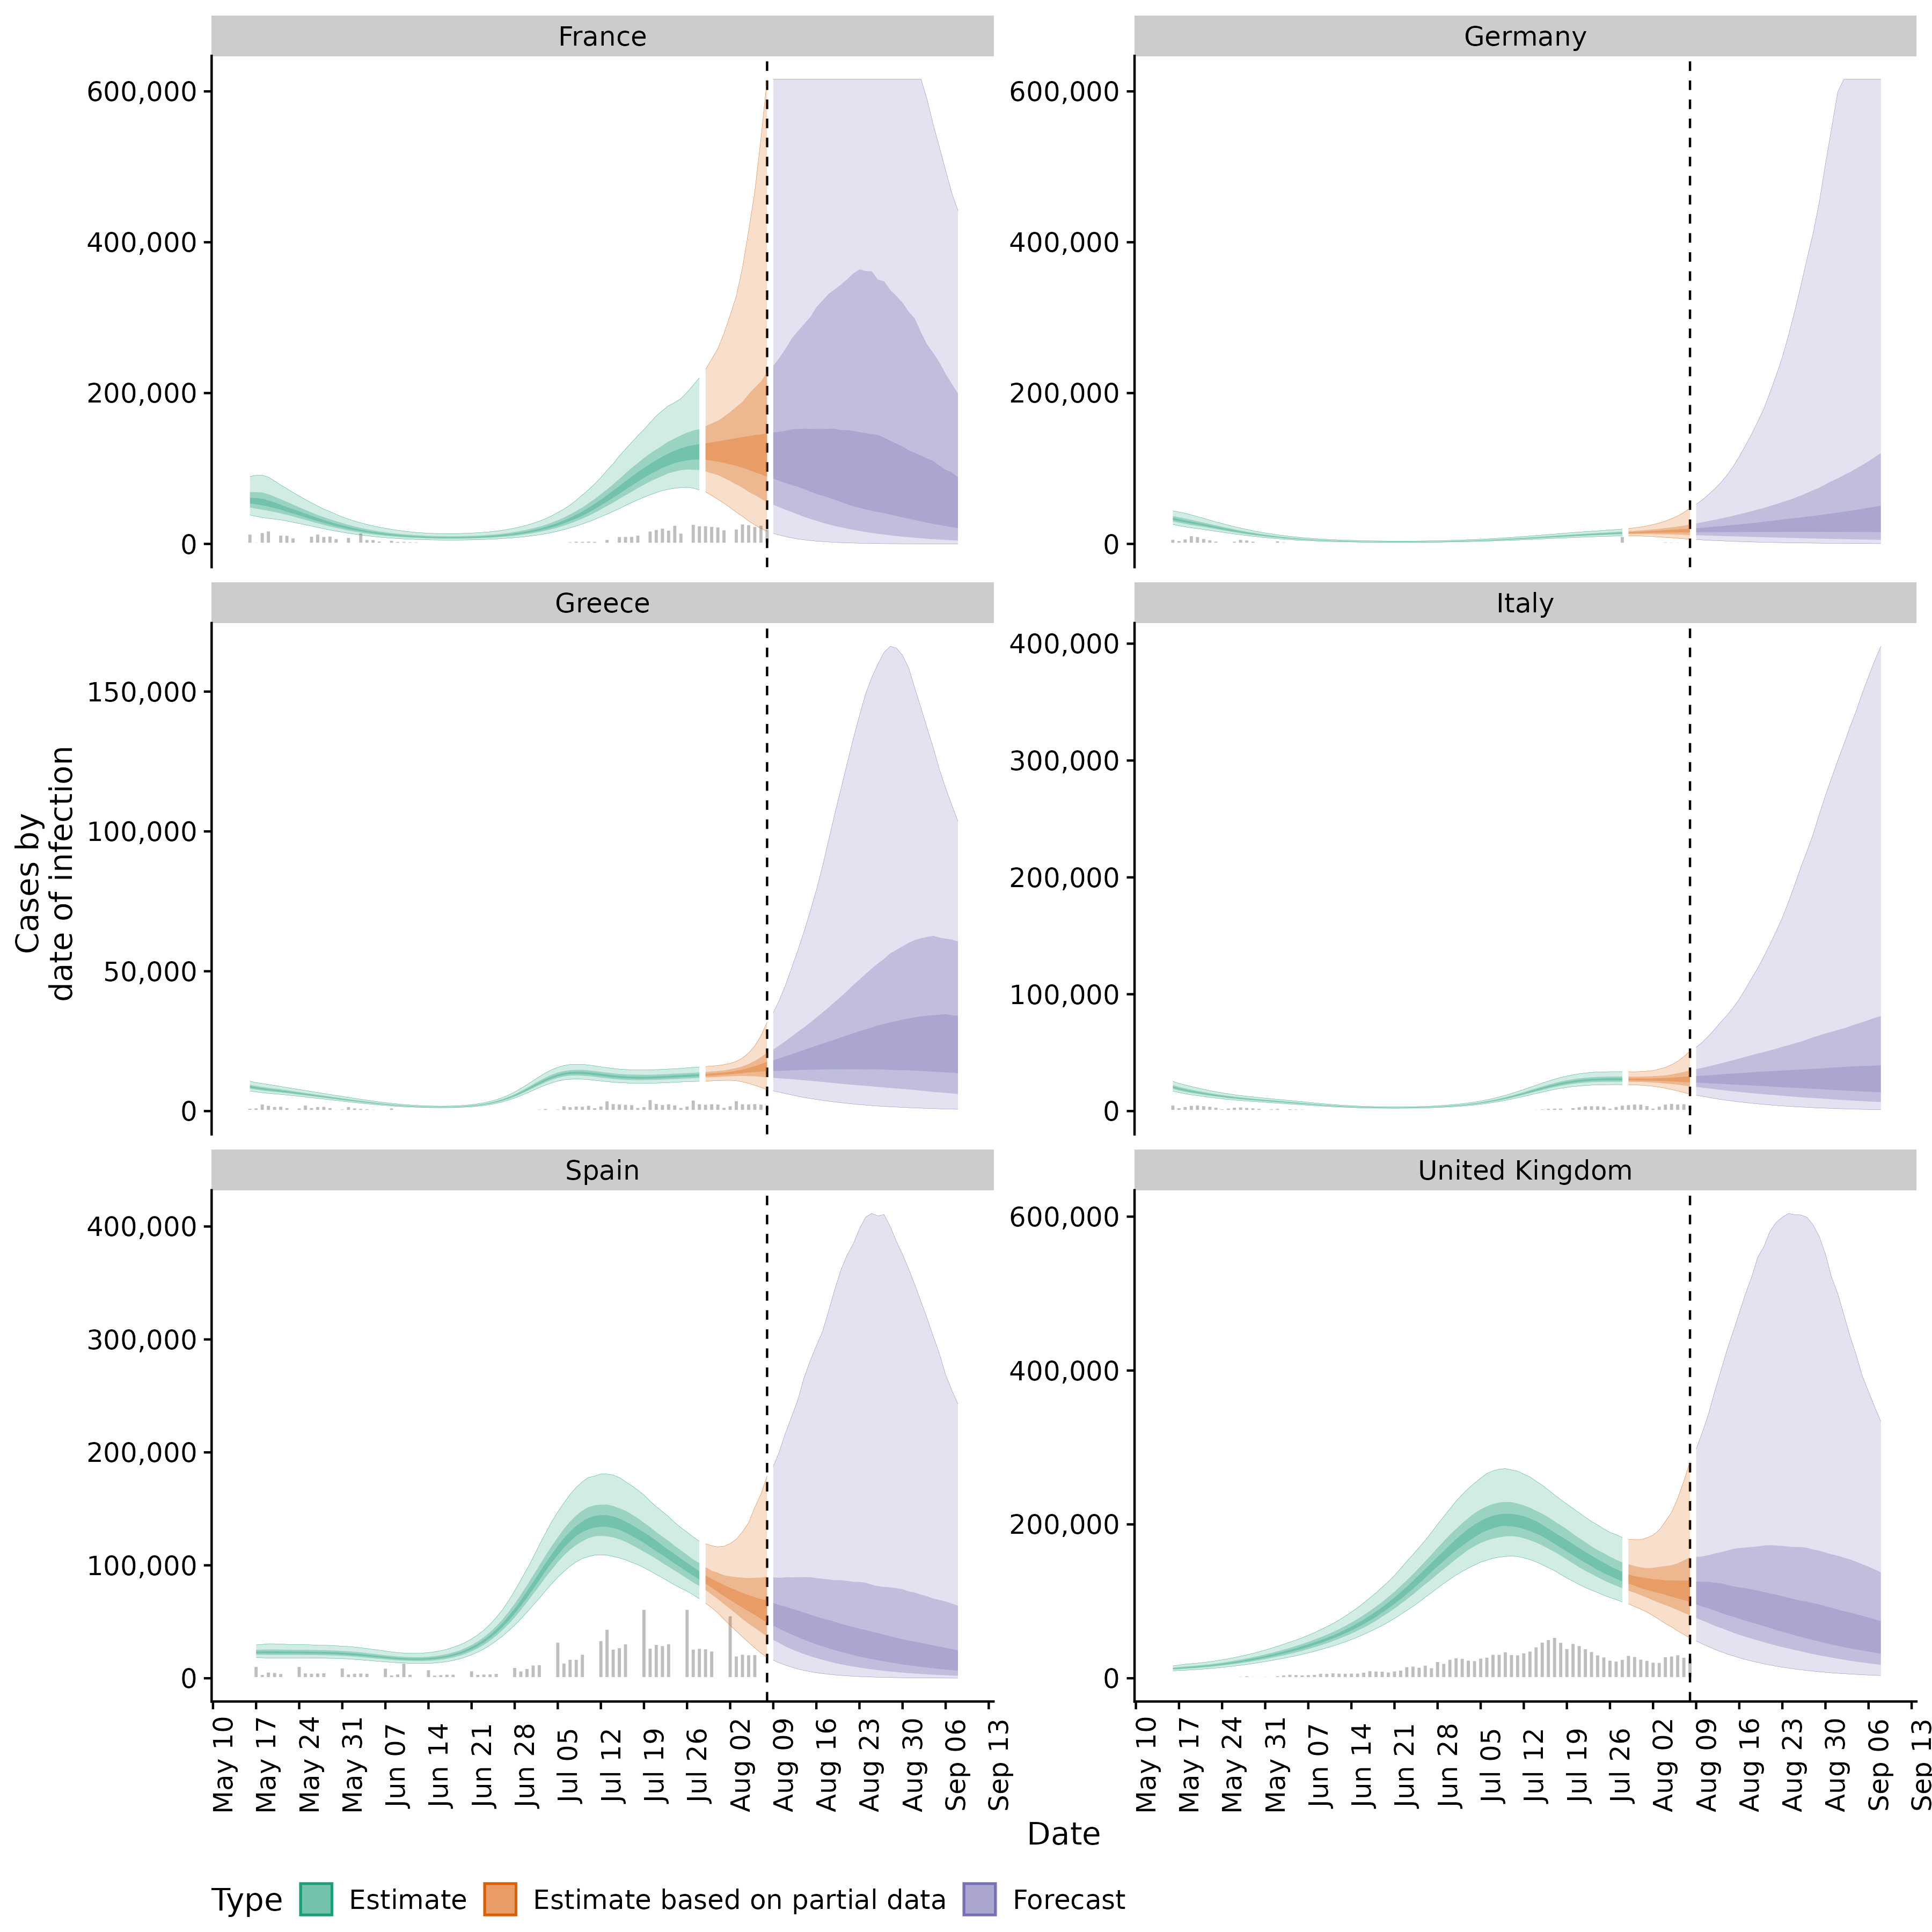 France
Germany
600,000
400,000
200,000
0
600,000
400,000
200,000
0
Greece
Italy
150,000
100,000
50,000
0
400,000
300,000
200,000
100,000
0
Cases by
date of infection
Spain
United Kingdom
400,000
300,000
200,000
100,000
0
600,000
400,000
200,000
0
May 10
May 17
May 24
May 31
Jun 07
Jun 14
Jun 21
Jun 28
Jul 05
Jul 12
Jul 19
Jul 26
Aug 02
Aug 09
Aug 16
Aug 23
Aug 30
Sep 06
Sep 13
May 10
May 17
May 24
May 31
Jun 07
Jun 14
Jun 21
Jun 28
Jul 05
Jul 12
Jul 19
Jul 26
Aug 02
Aug 09
Aug 16
Aug 23
Aug 30
Sep 06
Sep 13
Date
Type Estimate Estimate based on partial data Forecast